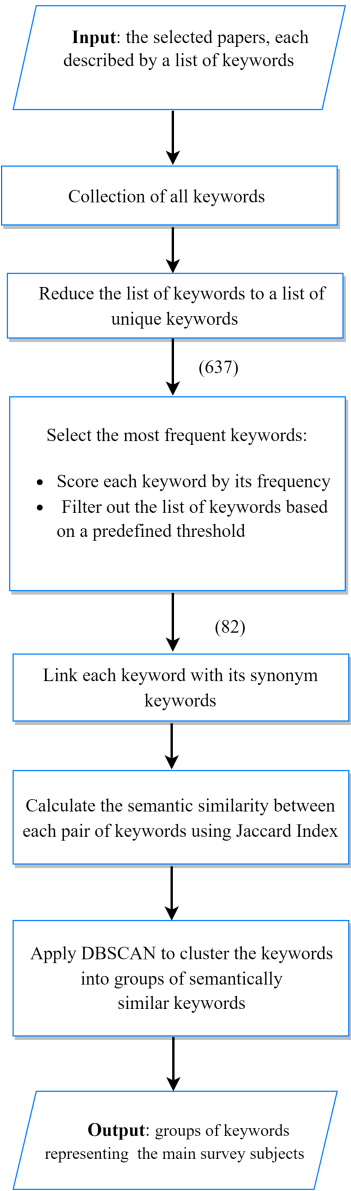 Input: the selected papers, each
described by a list of keywords
Collection of all keywords
Reduce the list of keywords to a list of
unique keywords
(637)
Select the most frequent keywords:
• Score each keyword by its frequency
• Filter out the list of keywords based
on a predefined threshold
(82)
Link each keyword with its synonym
keywords
Calculate the semantic similarity between
each pair of keywords using Jaccard Index
Apply DBSCAN to cluster the keywords
into groups of semantically
similar keywords
Output: groups of keywords
representing the main survey subjects